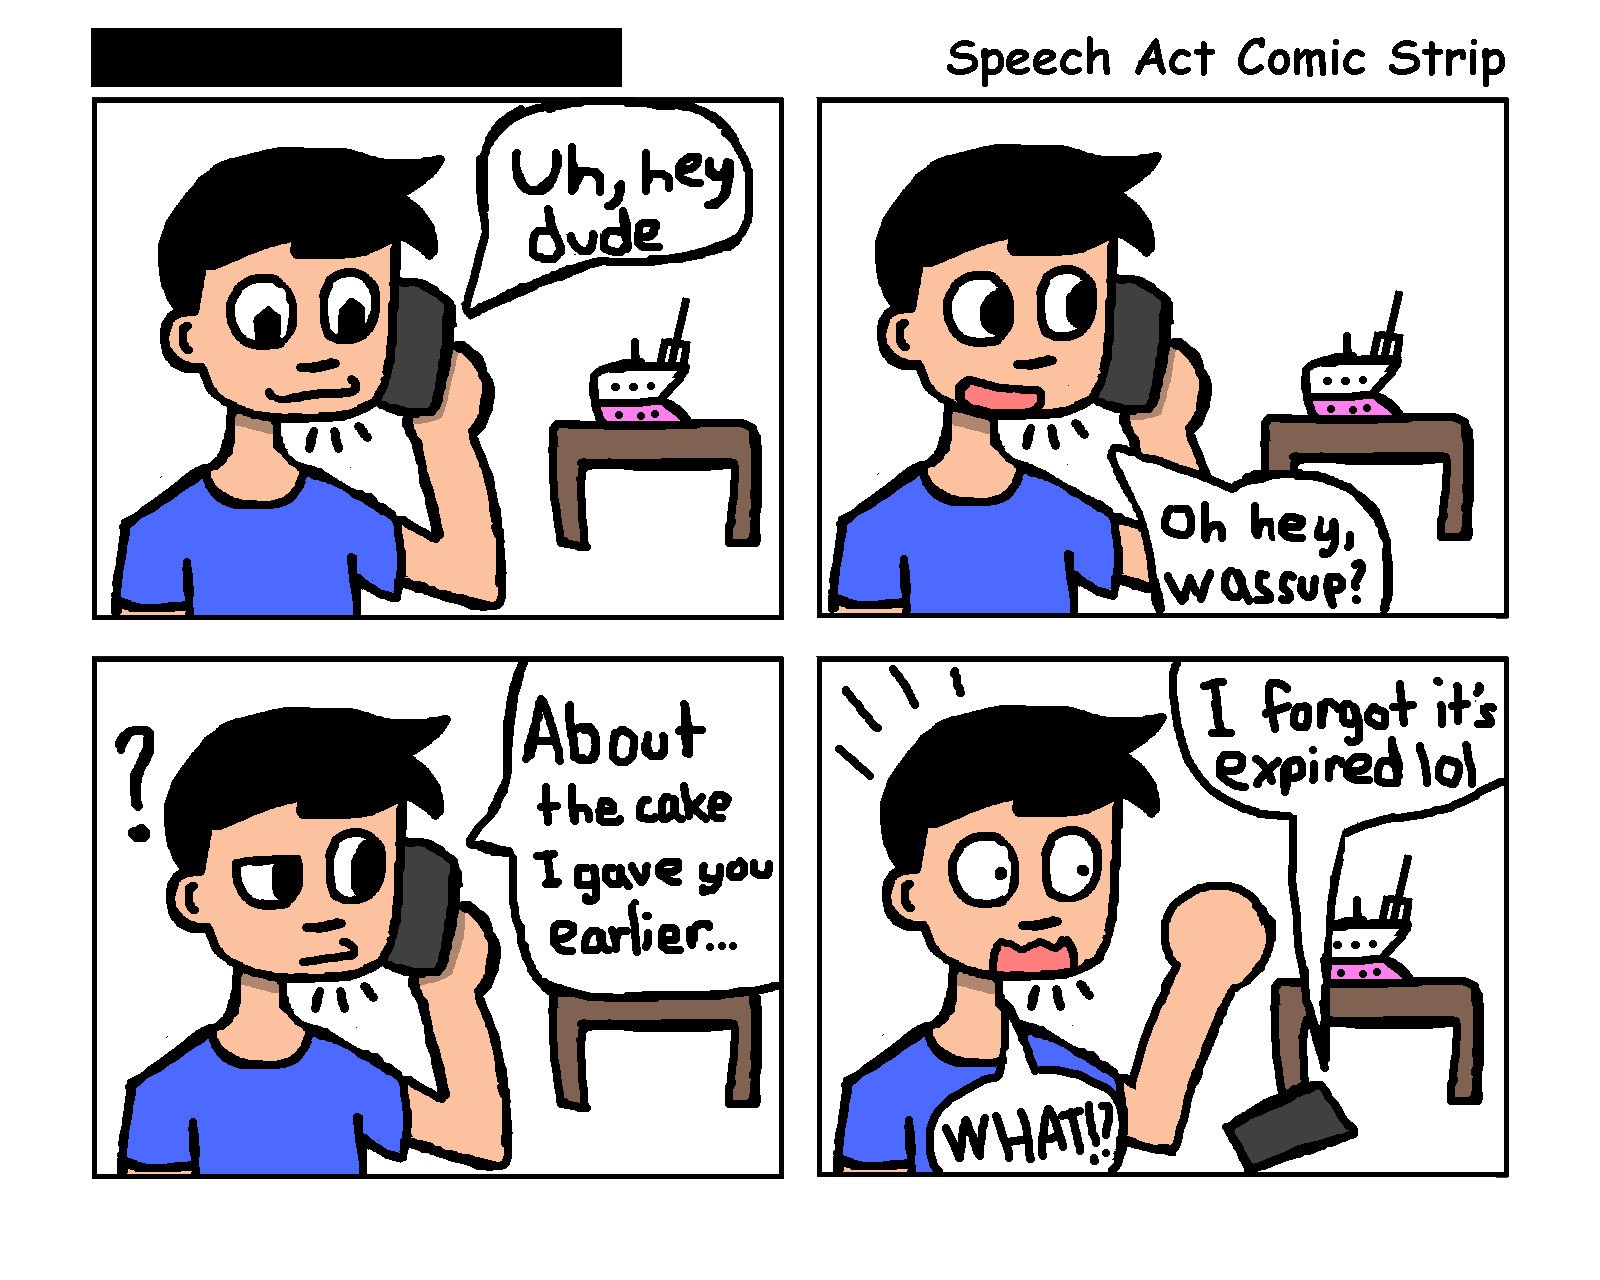 Speech Act Comic Strip
Uh, hey
dude
Oh hey,
wassup?
?
About
the cake
I gave you
earlier...
I forgot it's
expired lol
WHAT!?